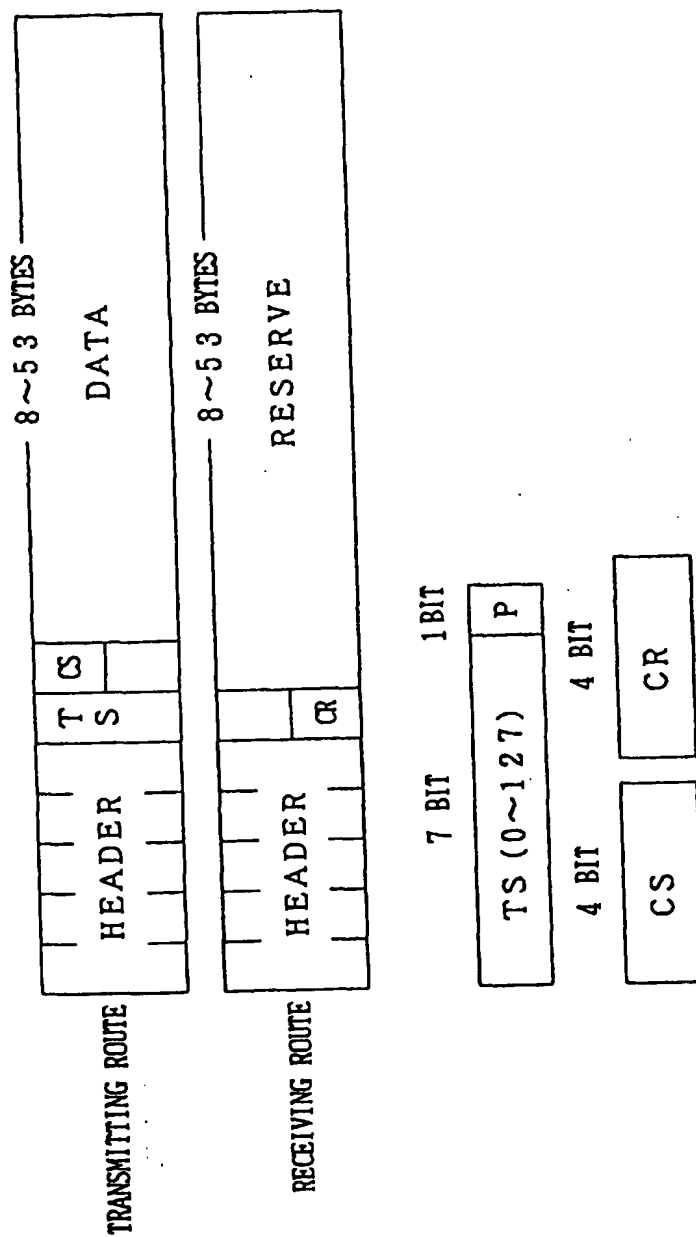 8~53 BYTES
TRANSMITTING ROUTE
HEADER
TS
CS
DATA
8~53 BYTES
RECEIVING ROUTE
HEADER
CR
RESERVE
7 BIT
1 BIT
TS (0~127)
P
4 BIT
4 BIT
CS
CR